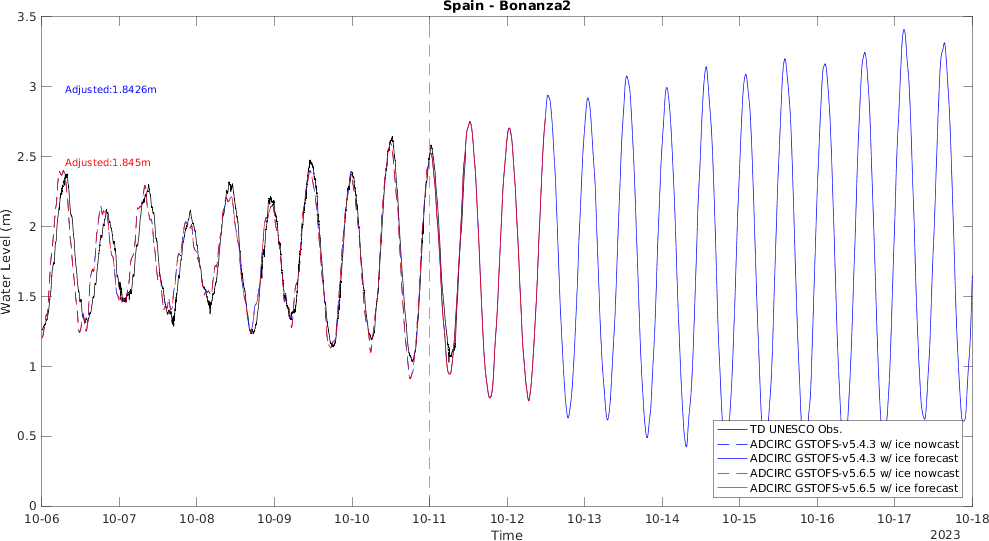 Spain - Bonanza2
3.5
3
2.5
2
1.5
1
0.5
0
Water Level (m)
Adjusted:1.8426m
Adjusted:1.845m
TD UNESCO Obs.
ADCIRC GSTOFS-v5.4.3 w/ ice nowcast
ADCIRC GSTOFS-v5.4.3 w/ ice forecast
ADCIRC GSTOFS-v5.6.5 w/ ice nowcast
ADCIRC GSTOFS-v5.6.5 w/ ice forecast
10-06 10-07 10-08 10-09 10-10 10-11 10-12 10-13 10-14 10-15 10-16 10-17 10-18
Time
2023